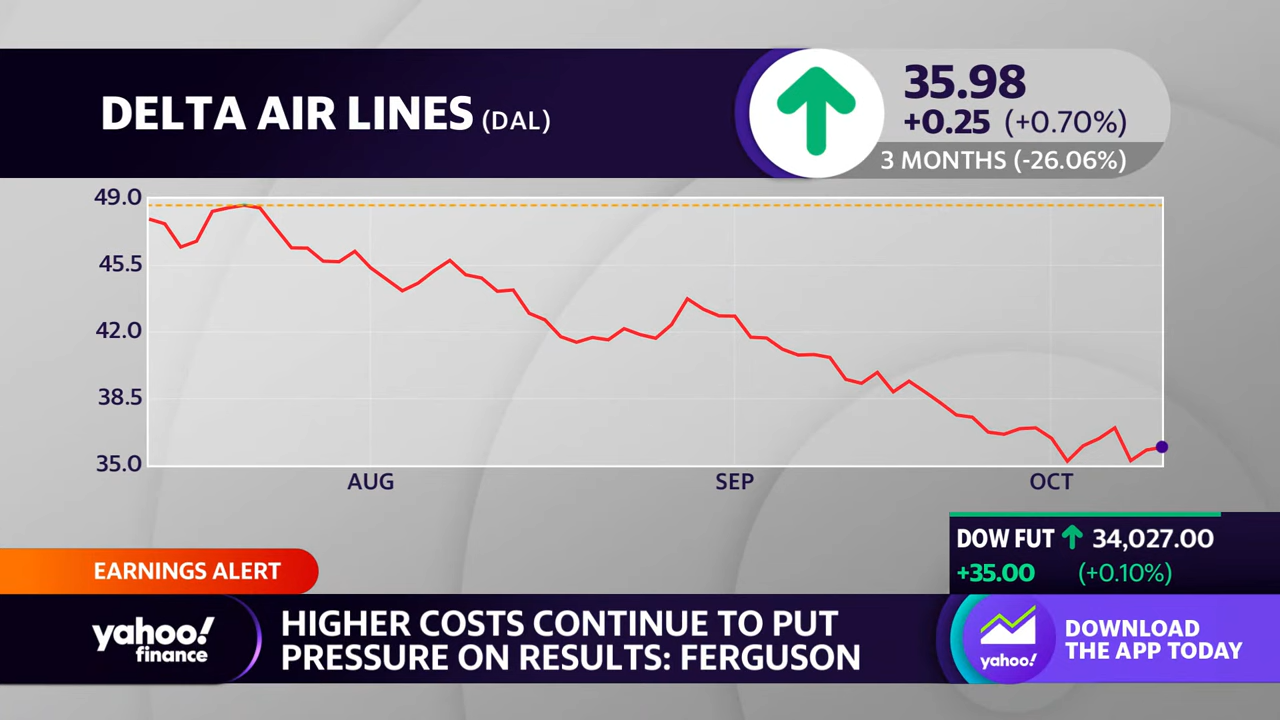 DELTA AIR LINES (DAL)
35.98
+0.25 (+0.70%)
3 MONTHS (-26.06%)
49.0
45.5
42.0
38.5
35.0
AUG SEP OCT
DOW FUT 34,027.00
+35.00 (+0.10%)
EARNINGS ALERT
yahoo!
finance
HIGHER COSTS CONTINUE TO PUT
PRESSURE ON RESULTS: FERGUSON
yahoo!
DOWNLOAD
THE APP TODAY